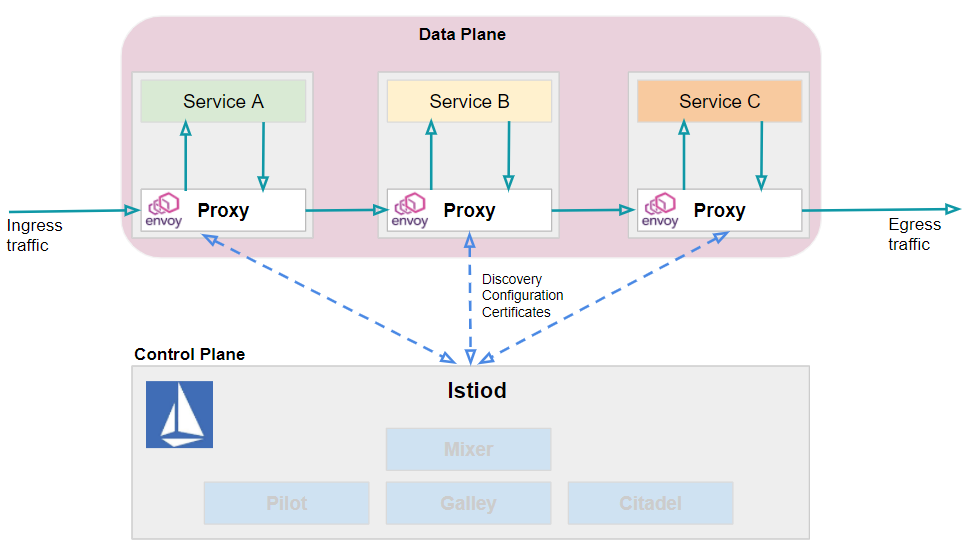 Data Plane
Service A
Service B
Service C
envoy
Proxy
envoy
Proxy
envoy
Proxy
Ingress
traffic
Egress
traffic
Discovery
Configuration
Certificates
Control Plane
Istiod
Mixer
Pilot
Galley
Citadel